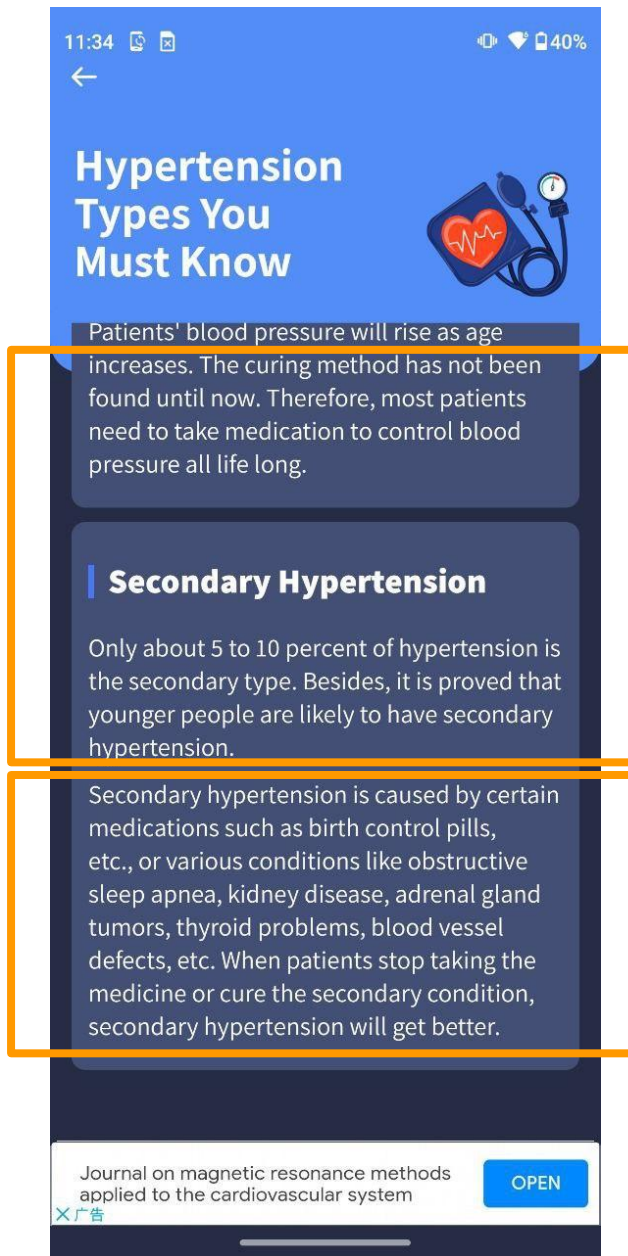 11:34
40%
Hypertension
Types You
Must Know
Patients' blood pressure will rise as age
increases. The curing method has not been
found until now. Therefore, most patients
need to take medication to control blood
pressure all life long.
Secondary Hypertension
Only about 5 to 10 percent of hypertension is
the secondary type. Besides, it is proved that
younger people are likely to have secondary
hypertension.
Secondary hypertension is caused by certain
medications such as birth control pills,
etc., or various conditions like obstructive
sleep apnea, kidney disease, adrenal gland
tumors, thyroid problems, blood vessel
defects, etc. When patients stop taking the
medicine or cure the secondary condition,
secondary hypertension will get better.
Journal on magnetic resonance methods
applied to the cardiovascular system
OPEN
广告